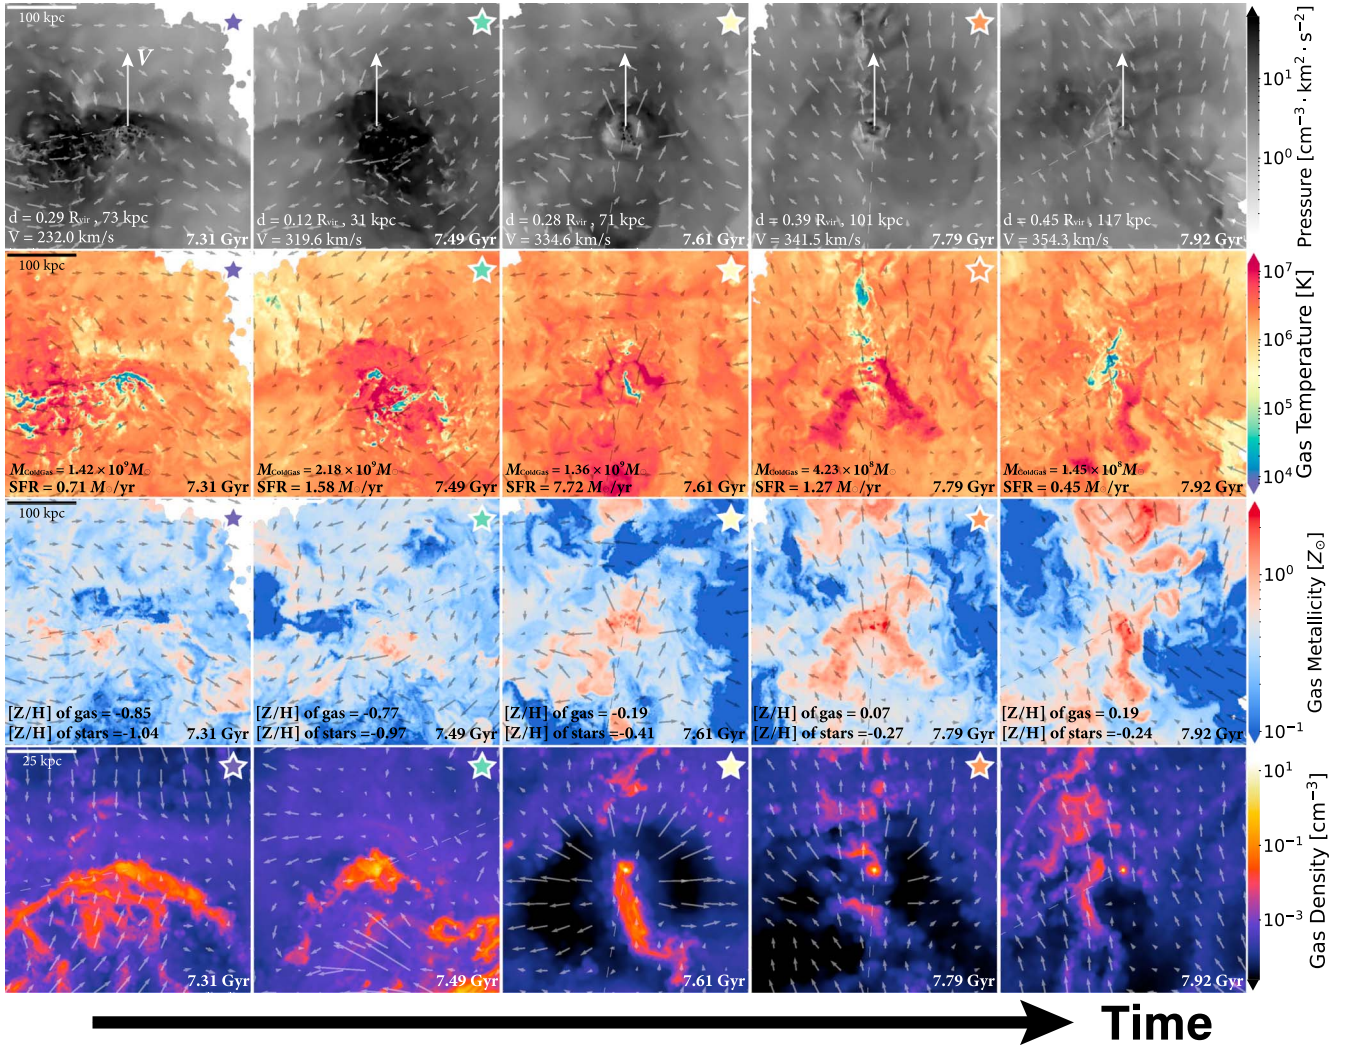 100 kpc
V
d = 0.29 Rvir , 73 kpc
V = 232.0 km/s
7.31 Gyr
d = 0.12 Rvir , 31 kpc
V = 319.6 km/s
7.49 Gyr
d = 0.28 Rvir , 71 kpc
V = 334.6 km/s
7.61 Gyr
d = 0.39 Rvir , 101 kpc
V = 341.5 km/s
7.79 Gyr
d = 0.45 Rvir , 117 kpc
V = 354.3 km/s
7.92 Gyr
10¹
10⁰
Pressure [cm⁻³ · km² · s⁻²]
100 kpc
MColdGas = 1.42 × 10⁹M
SFR = 0.71 M /yr
7.31 Gyr
MColdGas = 2.18 × 10⁹M
SFR = 1.58 M /yr
7.49 Gyr
MColdGas = 1.36 × 10⁹M
SFR = 7.72 M /yr
7.61 Gyr
MColdGas = 4.23 × 10⁸M
SFR = 1.27 M /yr
7.79 Gyr
MColdGas = 1.45 × 10⁸M
SFR = 0.45 M /yr
7.92 Gyr
10⁷
10⁶
10⁵
10⁴
Gas Temperature [K]
100 kpc
[Z/H] of gas = -0.85
[Z/H] of stars = -1.04
7.31 Gyr
[Z/H] of gas = -0.77
[Z/H] of stars = -0.97
7.49 Gyr
[Z/H] of gas = -0.19
[Z/H] of stars = -0.41
7.61 Gyr
[Z/H] of gas = 0.07
[Z/H] of stars = -0.27
7.79 Gyr
[Z/H] of gas = 0.19
[Z/H] of stars = -0.24
7.92 Gyr
10⁰
10⁻¹
Gas Metallicity [Z⊙]
25 kpc
7.31 Gyr
7.49 Gyr
7.61 Gyr
7.79 Gyr
7.92 Gyr
10¹
10⁻¹
10⁻³
Gas Density [cm⁻³]
Time